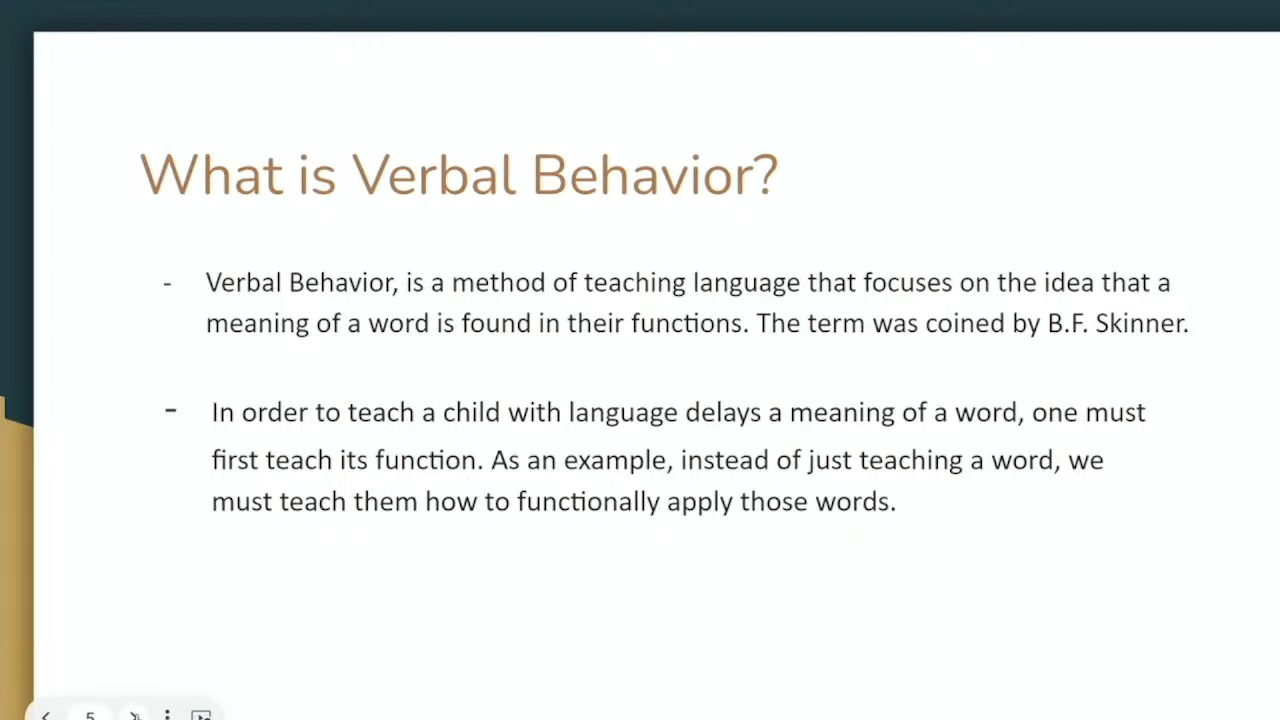 What is Verbal Behavior?
- Verbal Behavior, is a method of teaching language that focuses on the idea that a
meaning of a word is found in their functions. The term was coined by B.F. Skinner.
- In order to teach a child with language delays a meaning of a word, one must
first teach its function. As an example, instead of just teaching a word, we
must teach them how to functionally apply those words.
5